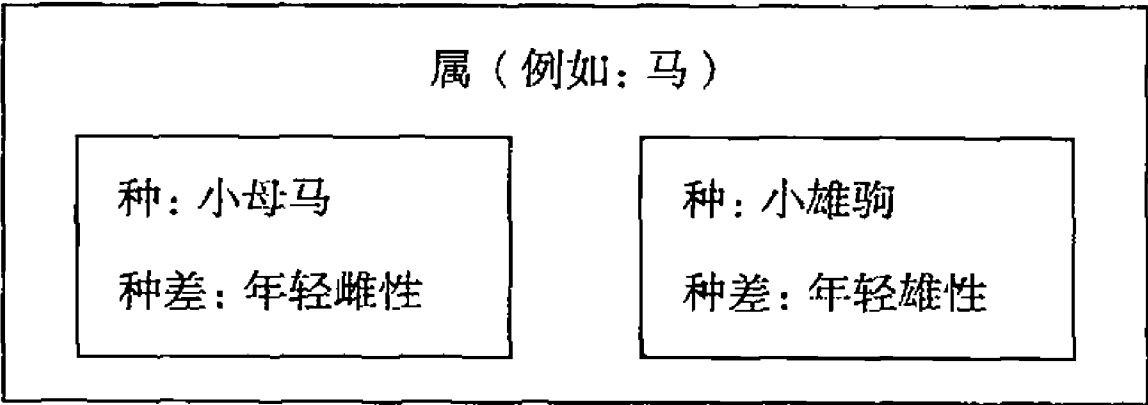 属（例如：马）
种：小母马
种差：年轻雌性
种：小雄驹
种差：年轻雄性